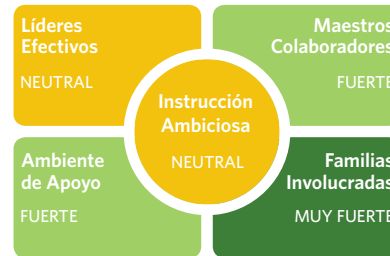 Líderes
Efectivos
NEUTRAL
Maestros
Colaboradores
FUERTE
Instrucción
Ambiciosa
NEUTRAL
Ambiente
de Apoyo
FUERTE
Familias
Involucradas
MUY FUERTE